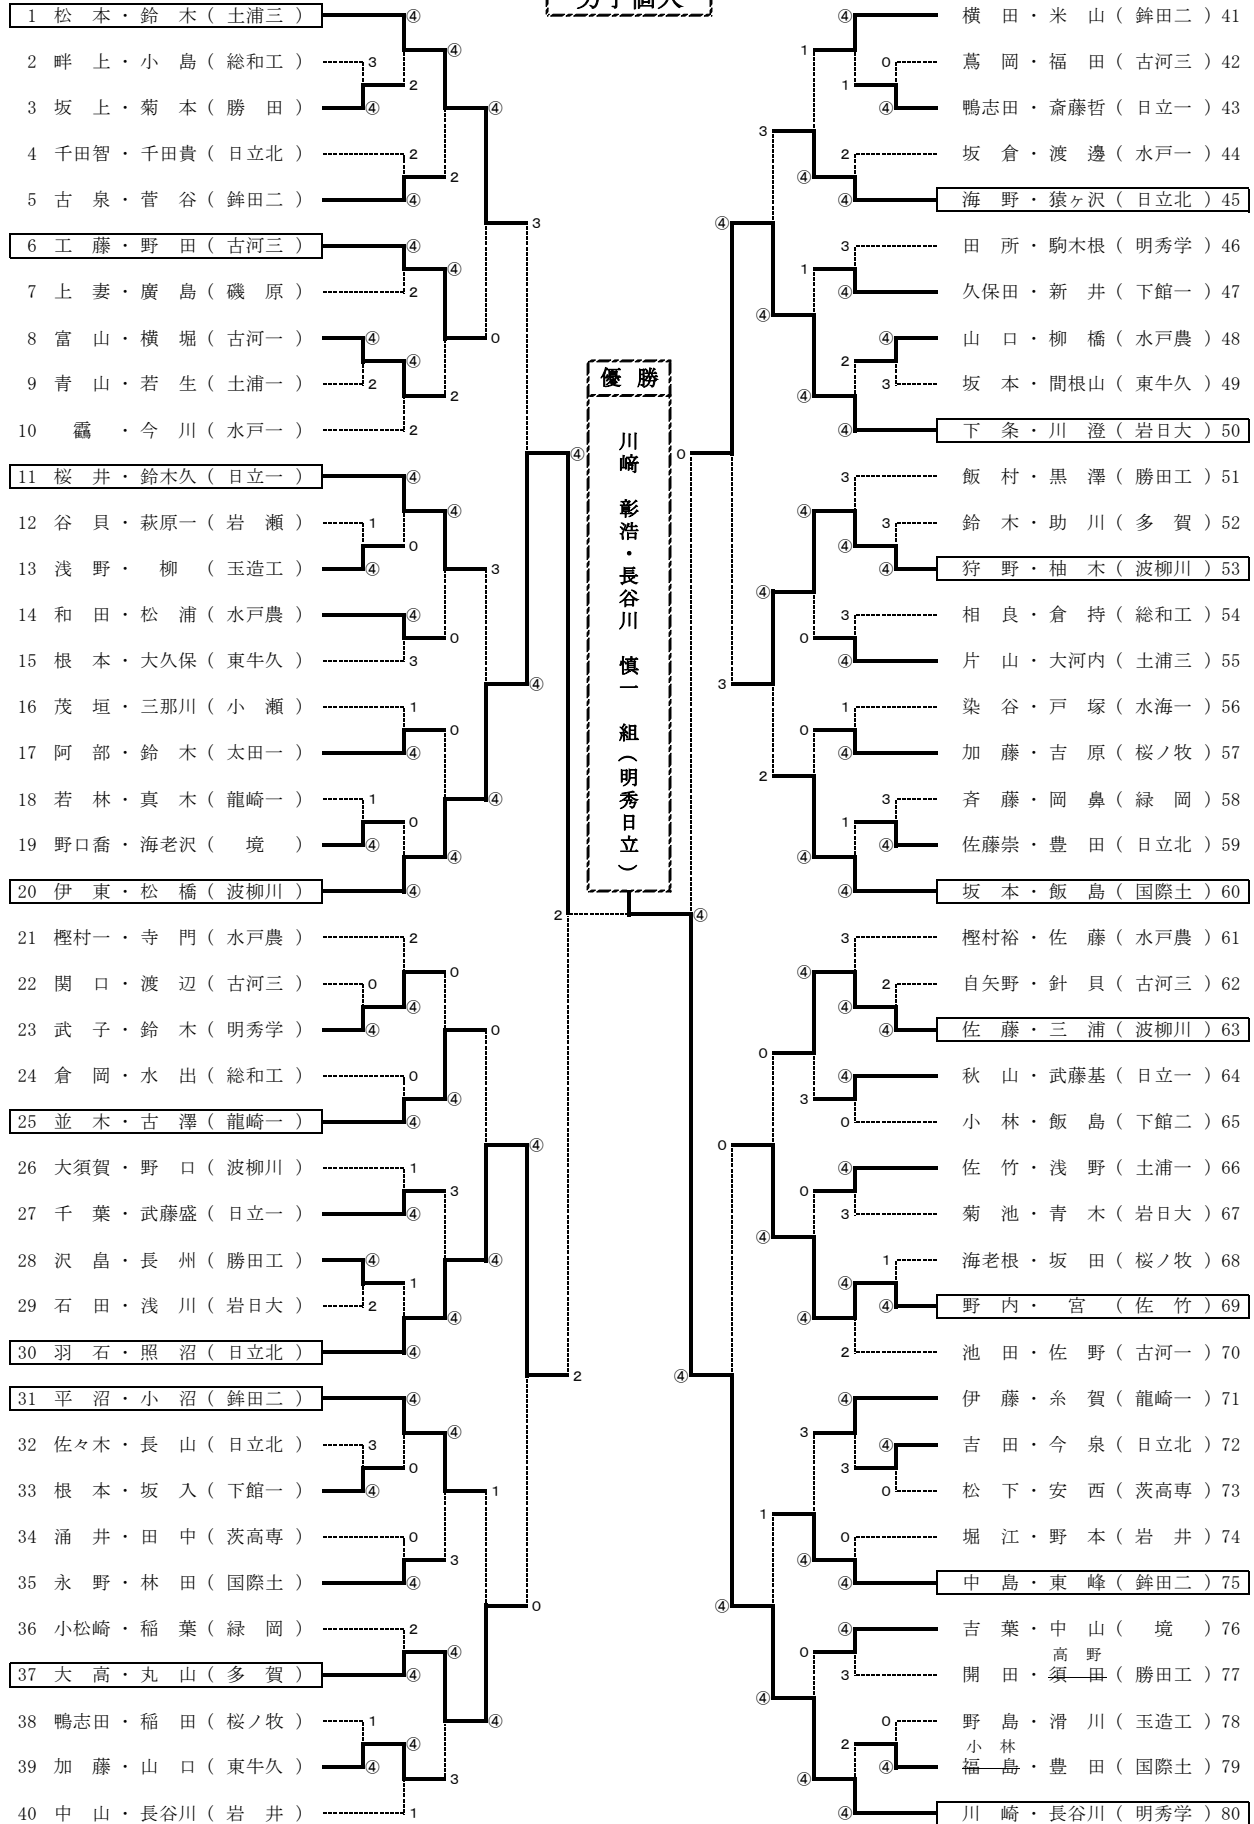 男子個人
1 松 本・鈴 木（土浦三）
2 畔 上・小 島（総和工）
3 坂 上・菊 本（勝 田）
4 千田智・千田貴（日立北）
5 古 泉・菅 谷（鉾田二）
6 工 藤・野 田（古河三）
7 上 妻・廣 島（磯 原）
8 富 山・横 堀（古河一）
9 青 山・若 生（土浦一）
10 靏 ・今 川（水戸一）
11 桜 井・鈴木久（日立一）
12 谷 貝・萩原一（岩 瀬）
13 浅 野・ 柳 （玉造工）
14 和 田・松 浦（水戸農）
15 根 本・大久保（東牛久）
16 茂 垣・三那川（小 瀬）
17 阿 部・鈴 木（太田一）
18 若 林・真 木（龍崎一）
19 野口喬・海老沢（ 境 ）
20 伊 東・松 橋（波柳川）
21 樫村一・寺 門（水戸農）
22 関 口・渡 辺（古河三）
23 武 子・鈴 木（明秀学）
24 倉 岡・水 出（総和工）
25 並 木・古 澤（龍崎一）
26 大須賀・野 口（波柳川）
27 千 葉・武藤盛（日立一）
28 沢 畠・長 州（勝田工）
29 石 田・浅 川（岩日大）
30 羽 石・照 沼（日立北）
31 平 沼・小 沼（鉾田二）
32 佐々木・長 山（日立北）
33 根 本・坂 入（下館一）
34 涌 井・田 中（茨高専）
35 永 野・林 田（国際土）
36 小松崎・稲 葉（緑 岡）
37 大 高・丸 山（多 賀）
38 鴨志田・稲 田（桜ノ牧）
39 加 藤・山 口（東牛久）
40 中 山・長谷川（岩 井）
優 勝
川﨑 彰浩・長谷川 慎一 組（明秀日立）
横 田・米 山（鉾田二）41
蔦 岡・福 田（古河三）42
鴨志田・斎藤哲（日立一）43
坂 倉・渡 邊（水戸一）44
海 野・猿ヶ沢（日立北）45
田 所・駒木根（明秀学）46
久保田・新 井（下館一）47
山 口・柳 橋（水戸農）48
坂 本・間根山（東牛久）49
下 条・川 澄（岩日大）50
飯 村・黒 澤（勝田工）51
鈴 木・助 川（多 賀）52
狩 野・柚 木（波柳川）53
相 良・倉 持（総和工）54
片 山・大河内（土浦三）55
染 谷・戸 塚（水海一）56
加 藤・吉 原（桜ノ牧）57
斉 藤・岡 鼻（緑 岡）58
佐藤崇・豊 田（日立北）59
坂 本・飯 島（国際土）60
樫村裕・佐 藤（水戸農）61
自矢野・針 貝（古河三）62
佐 藤・三 浦（波柳川）63
秋 山・武藤基（日立一）64
小 林・飯 島（下館二）65
佐 竹・浅 野（土浦一）66
菊 池・青 木（岩日大）67
海老根・坂 田（桜ノ牧）68
野 内・ 宮 （佐 竹）69
池 田・佐 野（古河一）70
伊 藤・糸 賀（龍崎一）71
吉 田・今 泉（日立北）72
松 下・安 西（茨高専）73
堀 江・野 本（岩 井）74
中 島・東 峰（鉾田二）75
吉 葉・中 山（ 境 ）76
高 野
開 田・須 田（勝田工）77
野 島・滑 川（玉造工）78
小 林
福 島・豊 田（国際土）79
川 崎・長谷川（明秀学）80